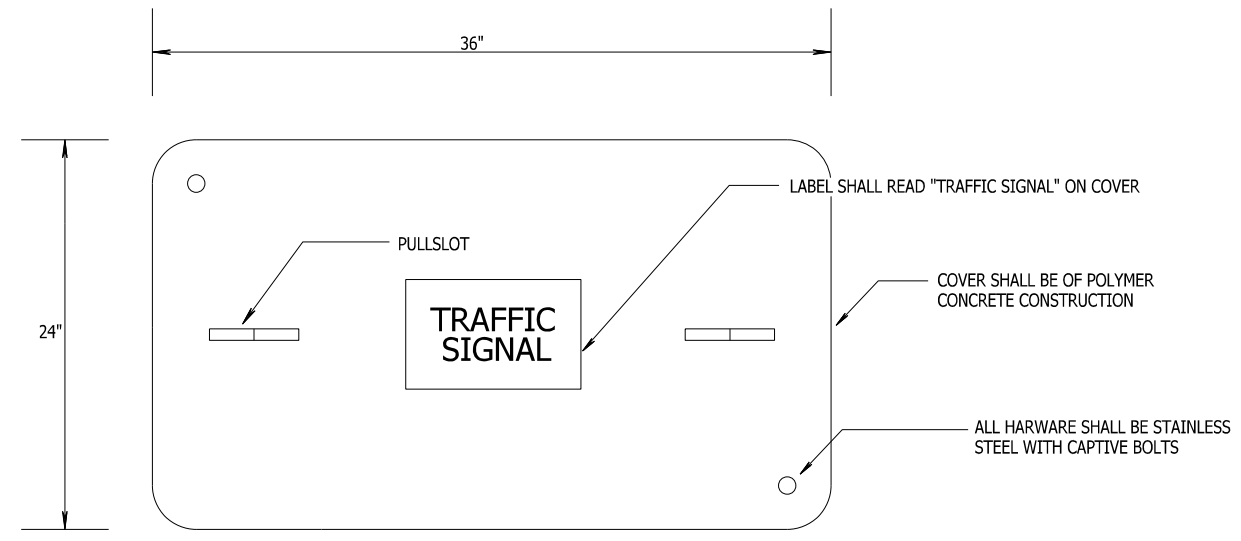 36"
LABEL SHALL READ "TRAFFIC SIGNAL" ON COVER
PULLSLOT
COVER SHALL BE OF POLYMER
CONCRETE CONSTRUCTION
24"
TRAFFIC
SIGNAL
ALL HARWARE SHALL BE STAINLESS
STEEL WITH CAPTIVE BOLTS